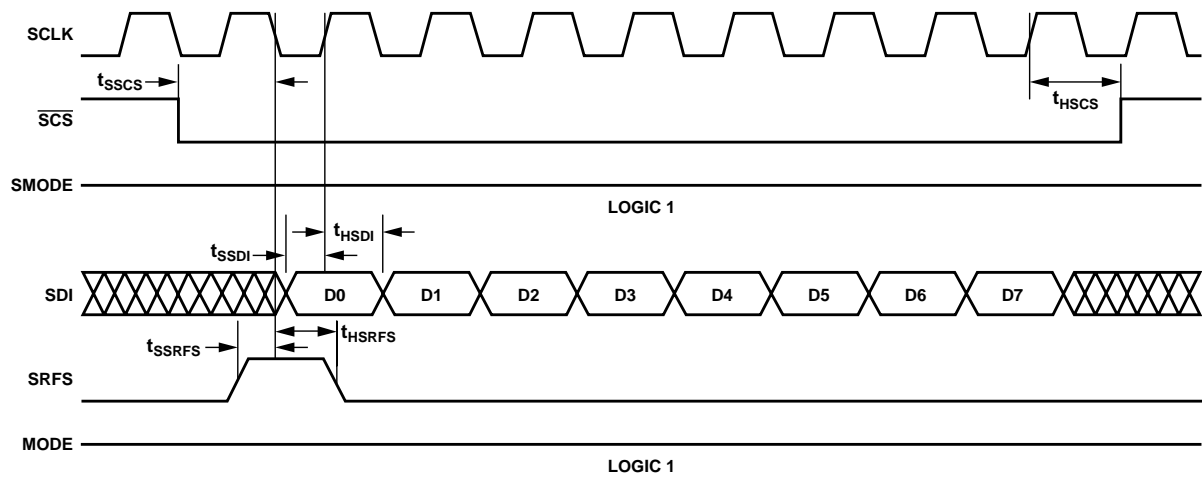 SCLK
tSSCS
tHSCS
SCS
SMODE
LOGIC 1
tHSDI
tSSDI
SDI
D0 D1 D2 D3 D4 D5 D6 D7
tHSRFS
tSSRFS
SRFS
MODE
LOGIC 1